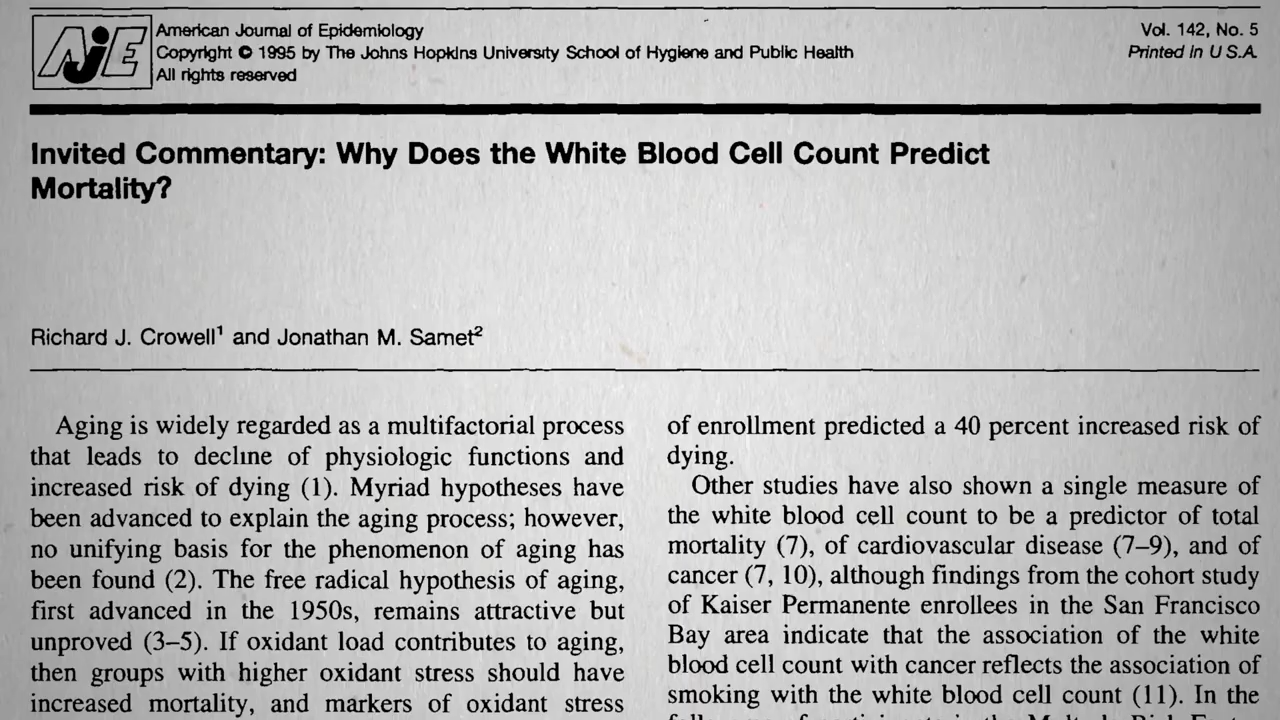 AJE
American Journal of Epidemiology
Copyright © 1995 by The Johns Hopkins University School of Hygiene and Public Health
All rights reserved
Vol. 142, No. 5
Printed in U S.A.
Invited Commentary: Why Does the White Blood Cell Count Predict
Mortality?
Richard J. Crowell¹ and Jonathan M. Samet²
Aging is widely regarded as a multifactorial process
that leads to decline of physiologic functions and
increased risk of dying (1). Myriad hypotheses have
been advanced to explain the aging process; however,
no unifying basis for the phenomenon of aging has
been found (2). The free radical hypothesis of aging,
first advanced in the 1950s, remains attractive but
unproved (3–5). If oxidant load contributes to aging,
then groups with higher oxidant stress should have
increased mortality, and markers of oxidant stress
of enrollment predicted a 40 percent increased risk of
dying.
Other studies have also shown a single measure of
the white blood cell count to be a predictor of total
mortality (7), of cardiovascular disease (7–9), and of
cancer (7, 10), although findings from the cohort study
of Kaiser Permanente enrollees in the San Francisco
Bay area indicate that the association of the white
blood cell count with cancer reflects the association of
smoking with the white blood cell count (11). In the